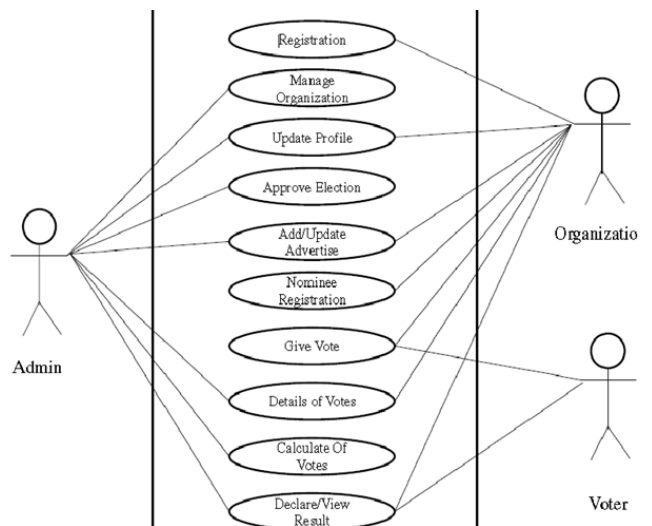 Registration
Manage
Organization
Update Profile
Approve Election
Add/Update
Advertise
Organizatio
Nominee
Registration
Give Vote
Admin
Details of Votes
Calculate Of
Votes
Declare/View
Result
Voter